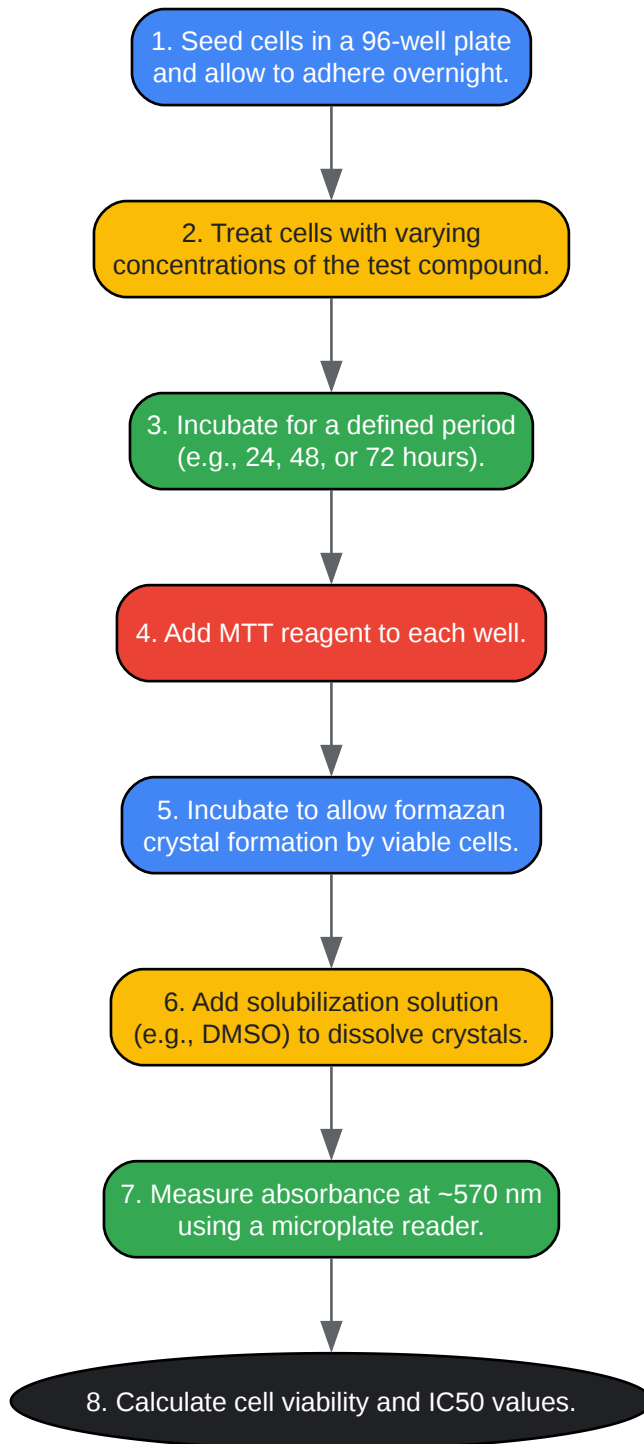 1. Seed cells in a 96-well plate
and allow to adhere overnight.
2. Treat cells with varying
concentrations of the test compound.
3. Incubate for a defined period
(e.g., 24, 48, or 72 hours).
4. Add MTT reagent to each well.
5. Incubate to allow formazan
crystal formation by viable cells.
6. Add solubilization solution
(e.g., DMSO) to dissolve crystals.
7. Measure absorbance at ~570 nm
using a microplate reader.
8. Calculate cell viability and IC50 values.